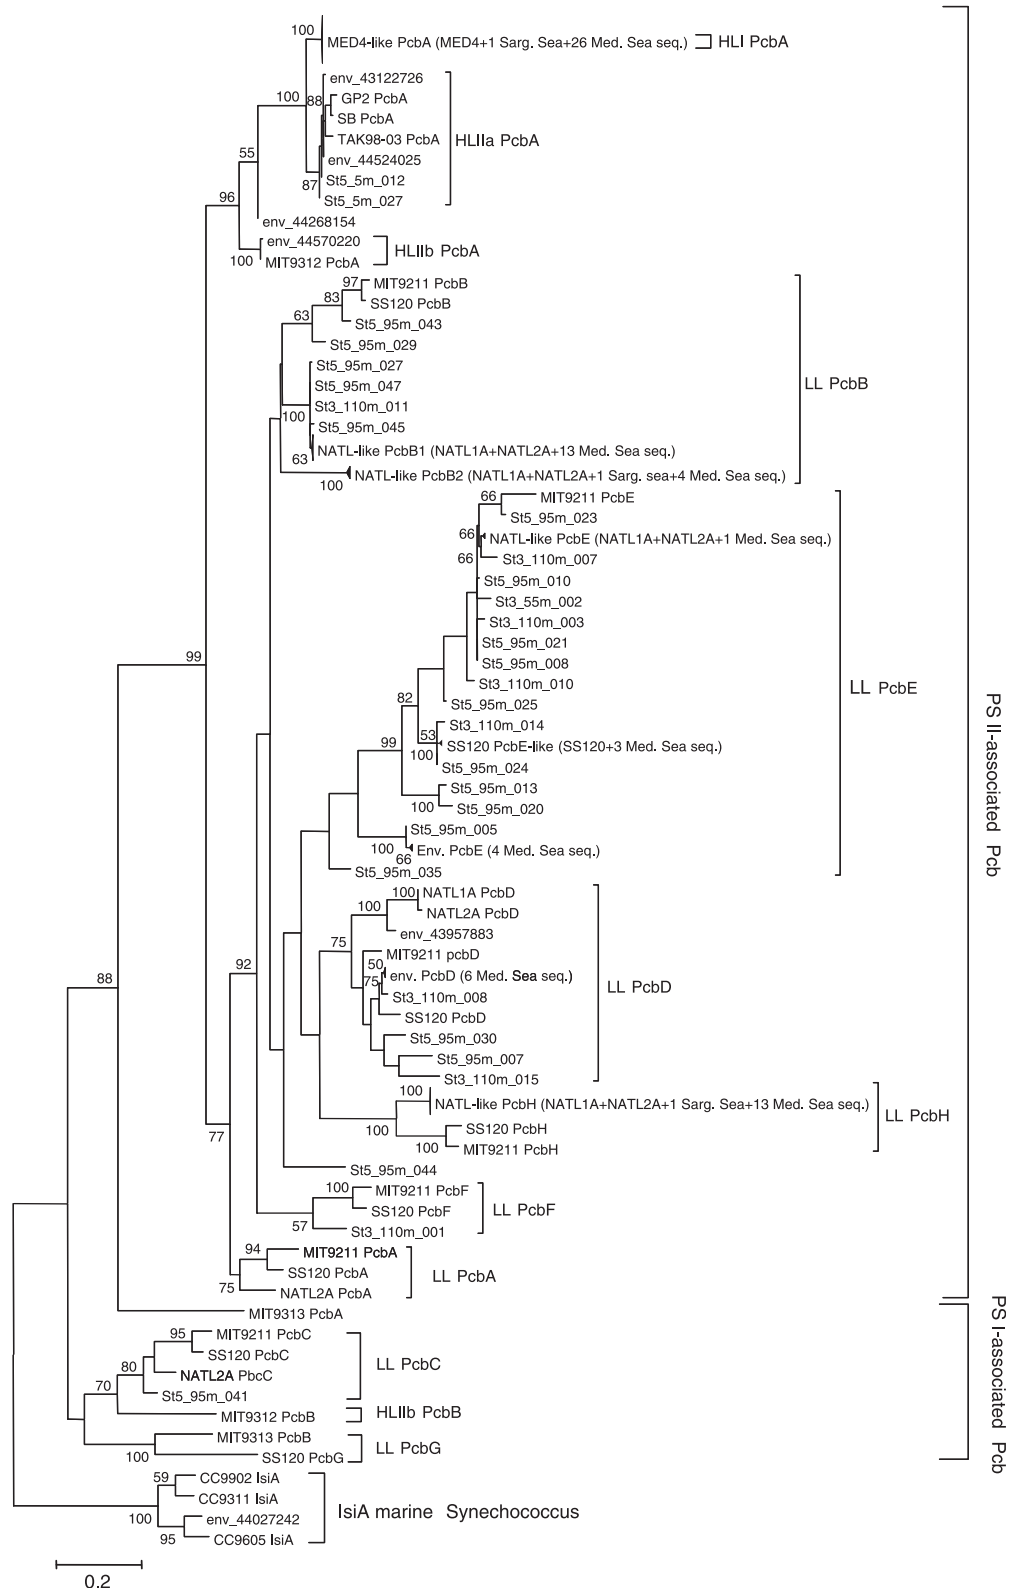 100
MED4-like PcbA (MED4+1 Sarg. Sea+26 Med. Sea seq.)
HLI PcbA
env_43122726
100
88
GP2 PcbA
SB PcbA
TAK98-03 PcbA
HLIIa PcbA
55
env_44524025
87
St5_5m_012
St5_5m_027
96
env_44268154
env_44570220
100
MIT9312 PcbA
HLIIb PcbA
97
MIT9211 PcbB
83
SS120 PcbB
63
St5_95m_043
St5_95m_029
St5_95m_027
St5_95m_047
LL PcbB
St3_110m_011
100
St5_95m_045
63
NATL-like PcbB1 (NATL1A+NATL2A+13 Med. Sea seq.)
100
NATL-like PcbB2 (NATL1A+NATL2A+1 Sarg. sea+4 Med. Sea seq.)
66
MIT9211 PcbE
St5_95m_023
66
NATL-like PcbE (NATL1A+NATL2A+1 Med. Sea seq.)
66
St3_110m_007
St5_95m_010
St3_55m_002
St3_110m_003
St5_95m_021
99
St5_95m_008
St3_110m_010
LL PcbE
82
St5_95m_025
St3_110m_014
53
SS120 PcbE-like (SS120+3 Med. Sea seq.)
99
100
St5_95m_024
St5_95m_013
100
St5_95m_020
St5_95m_005
100
66
Env. PcbE (4 Med. Sea seq.)
St5_95m_035
PS II-associated Pcb
100
NATL1A PcbD
100
NATL2A PcbD
env_43957883
75
MIT9211 pcbD
92
50
env. PcbD (6 Med. Sea seq.)
75
88
St3_110m_008
LL PcbD
SS120 PcbD
St5_95m_030
St5_95m_007
St3_110m_015
100
NATL-like PcbH (NATL1A+NATL2A+1 Sarg. Sea+13 Med. Sea seq.)
LL PcbH
77
100
SS120 PcbH
100
MIT9211 PcbH
St5_95m_044
100
MIT9211 PcbF
SS120 PcbF
LL PcbF
57
St3_110m_001
94
MIT9211 PcbA
SS120 PcbA
LL PcbA
75
NATL2A PcbA
MIT9313 PcbA
95
MIT9211 PcbC
SS120 PcbC
LL PcbC
80
NATL2A PbcC
70
St5_95m_041
MIT9312 PcbB
HLIIb PcbB
MIT9313 PcbB
LL PcbG
100
SS120 PcbG
PS I-associated Pcb
59
CC9902 IsiA
CC9311 IsiA
100
env_44027242
95
CC9605 IsiA
IsiA marine Synechococcus
0.2